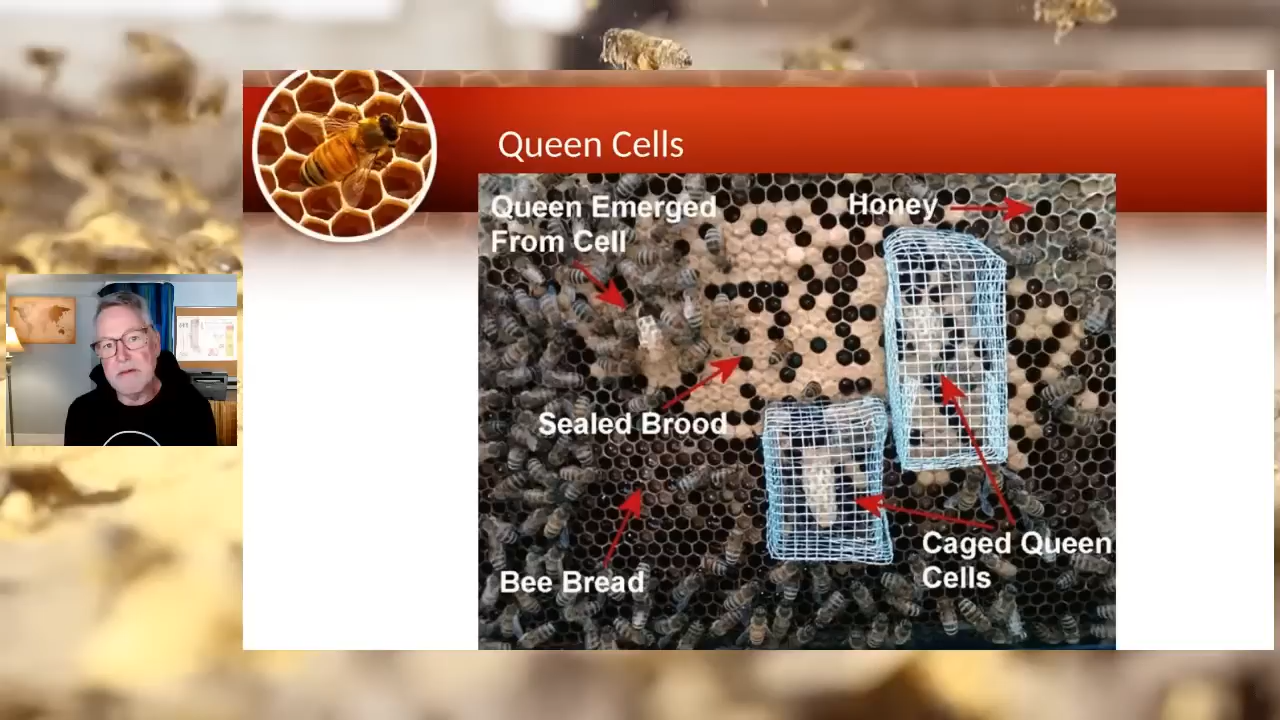 Queen Cells
Queen Emerged
From Cell
Honey
Sealed Brood
Caged Queen
Cells
Bee Bread